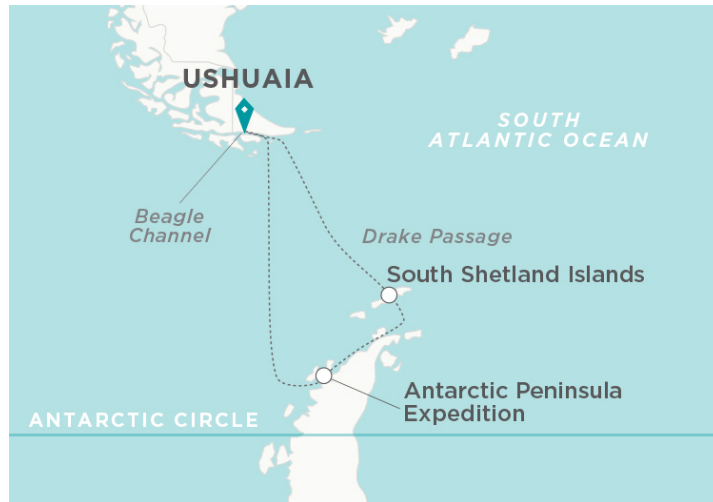 USHUAIA
SOUTH
ATLANTIC OCEAN
Beagle
Channel
Drake Passage
South Shetland Islands
Antarctic Peninsula
Expedition
ANTARCTIC CIRCLE